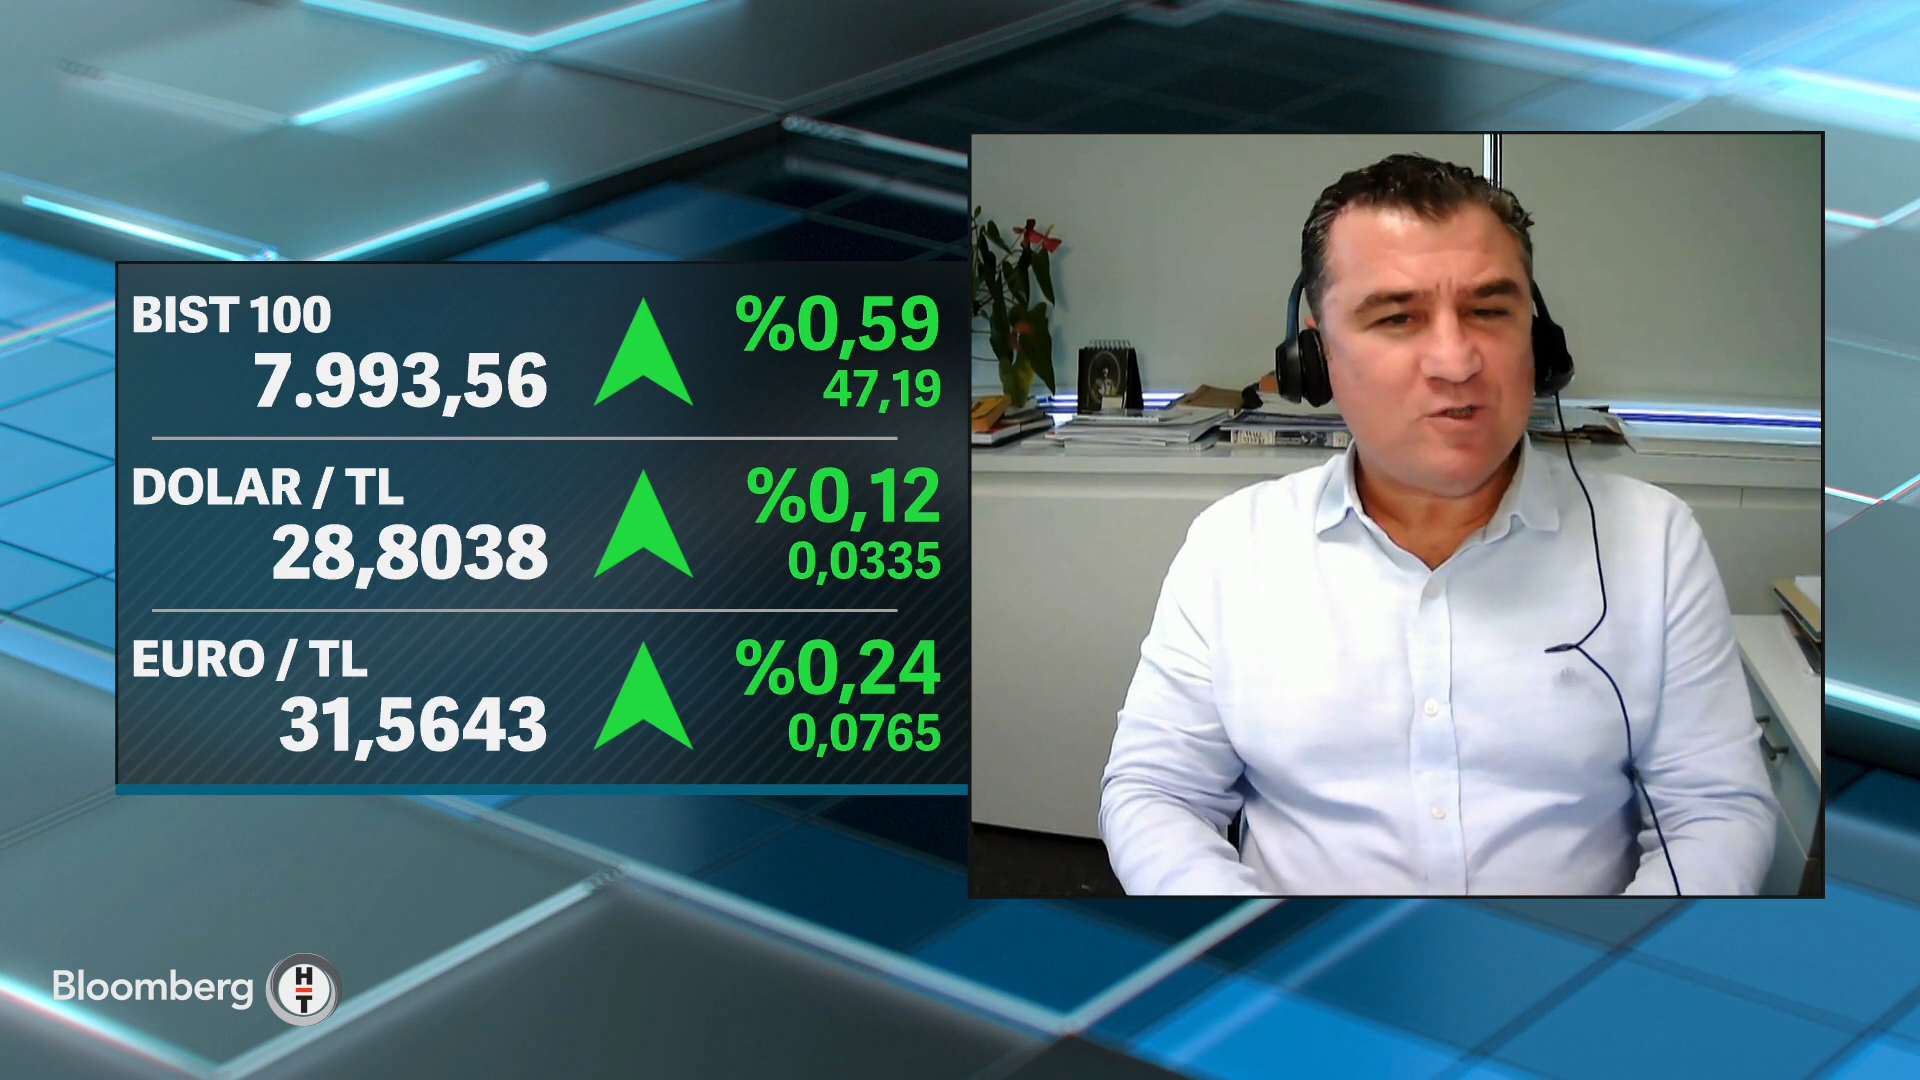 BIST 100
7.993,56
%0,59
47,19
DOLAR / TL
28,8038
%0,12
0,0335
EURO / TL
31,5643
%0,24
0,0765
Bloomberg HT